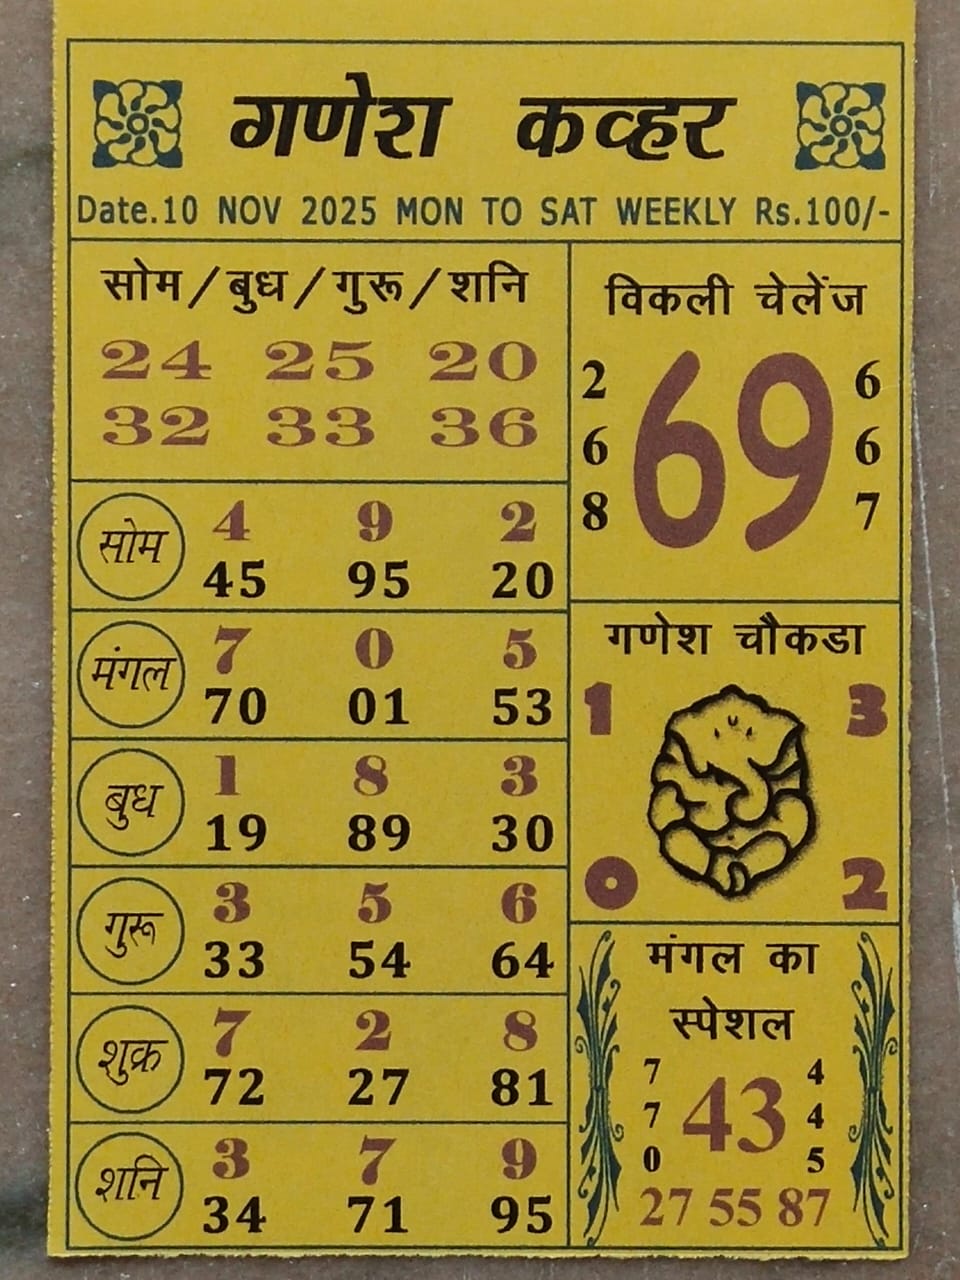 गणेश कव्हर
Date.10 NOV 2025 MON TO SAT WEEKLY Rs.100/-
सोम/बुध/गुरू/शनि
24 25 20
32 33 36
सोम
4 9 2
45 95 20
मंगल
7 0 5
70 01 53
बुध
1 8 3
19 89 30
गुरू
3 5 6
33 54 64
शुक्र
7 2 8
72 27 81
शनि
3 7 9
34 71 95
विकली चेलेंज
2 6
6 69 6
8 7
गणेश चौकडा
1 3
0 2
मंगल का
स्पेशल
7 4
7 43 4
0 5
27 55 87